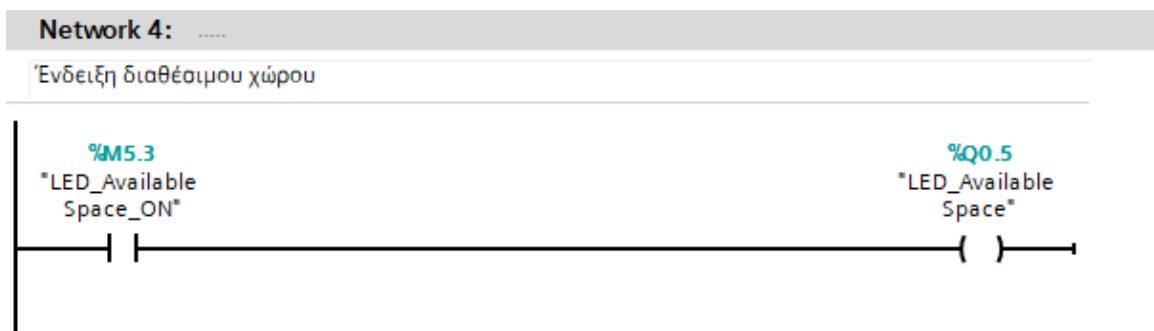 Network 4: .....
Ένδειξη διαθέσιμου χώρου
%M5.3
"LED_Available
Space_ON"
%Q0.5
"LED_Available
Space"